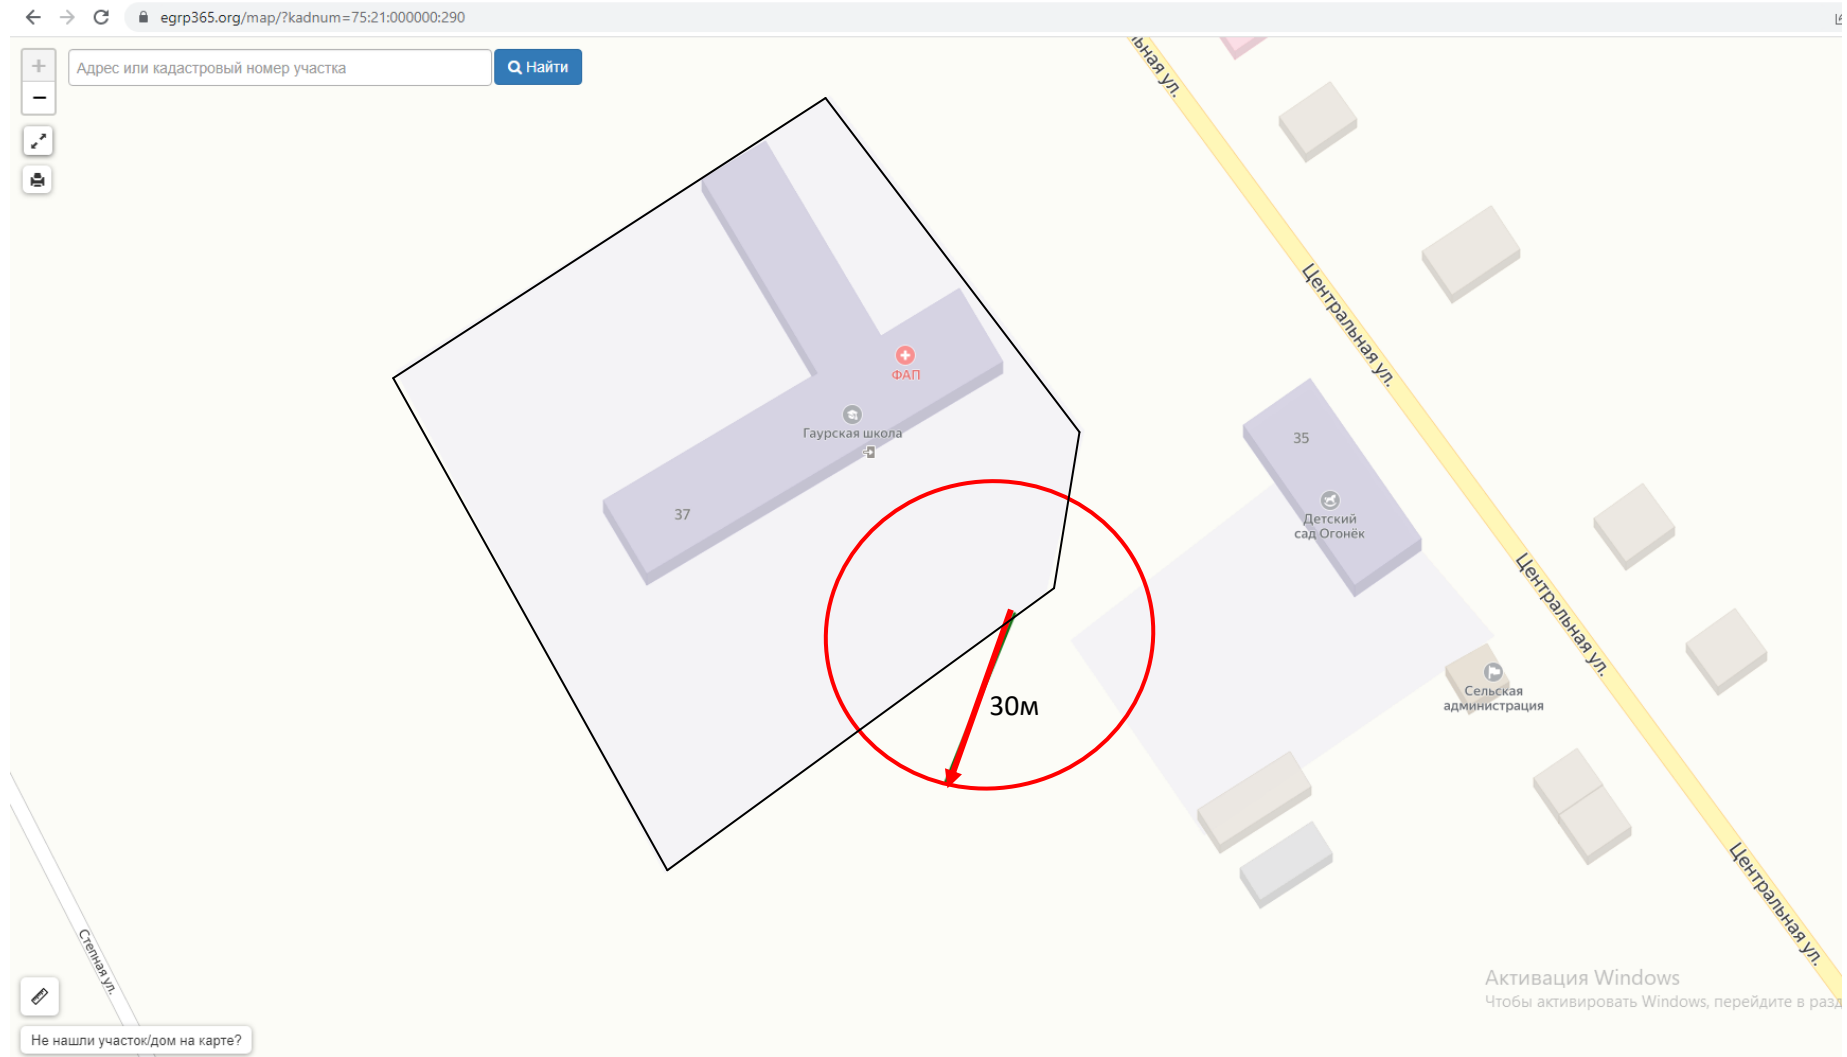 egrp365.org/map/?kadnum=75:21:000000:290
+
Адрес или кадастровый номер участка
Найти
−
ьная ул.
Центральная ул.
ФАП
Гаурская школа
37
35
Детский
сад Огонёк
Центральная ул.
Сельская
администрация
30м
Центральная ул.
Степная ул.
Активация Windows
Чтобы активировать Windows, перейдите в разд
Не нашли участок/дом на карте?